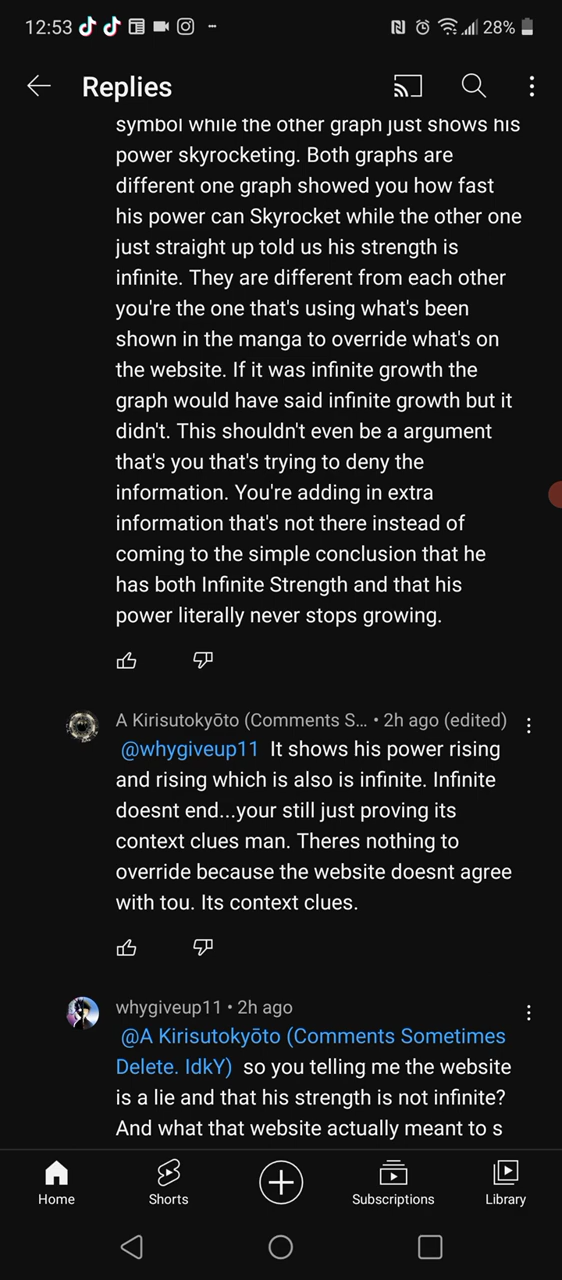 12:53
28%
Replies
symbol while the other graph just shows his
power skyrocketing. Both graphs are
different one graph showed you how fast
his power can Skyrocket while the other one
just straight up told us his strength is
infinite. They are different from each other
you're the one that's using what's been
shown in the manga to override what's on
the website. If it was infinite growth the
graph would have said infinite growth but it
didn't. This shouldn't even be a argument
that's you that's trying to deny the
information. You're adding in extra
information that's not there instead of
coming to the simple conclusion that he
has both Infinite Strength and that his
power literally never stops growing.
A Kirisutokyōto (Comments S... • 2h ago (edited)
@whygiveup11 It shows his power rising
and rising which is also is infinite. Infinite
doesnt end...your still just proving its
context clues man. Theres nothing to
override because the website doesnt agree
with tou. Its context clues.
whygiveup11 • 2h ago
@A Kirisutokyōto (Comments Sometimes
Delete. IdkY) so you telling me the website
is a lie and that his strength is not infinite?
And what that website actually meant to s
Home
Shorts
Subscriptions
Library